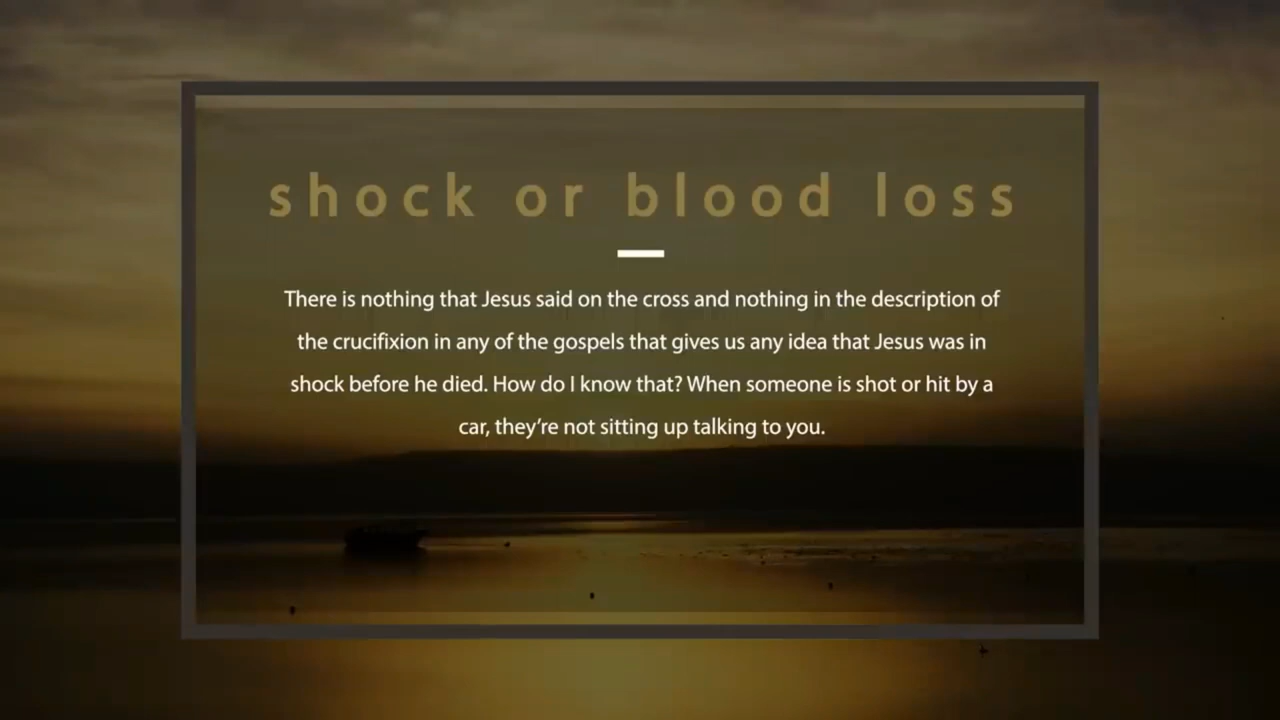 shock or blood loss
There is nothing that Jesus said on the cross and nothing in the description of
the crucifixion in any of the gospels that gives us any idea that Jesus was in
shock before he died. How do I know that? When someone is shot or hit by a
car, they’re not sitting up talking to you.